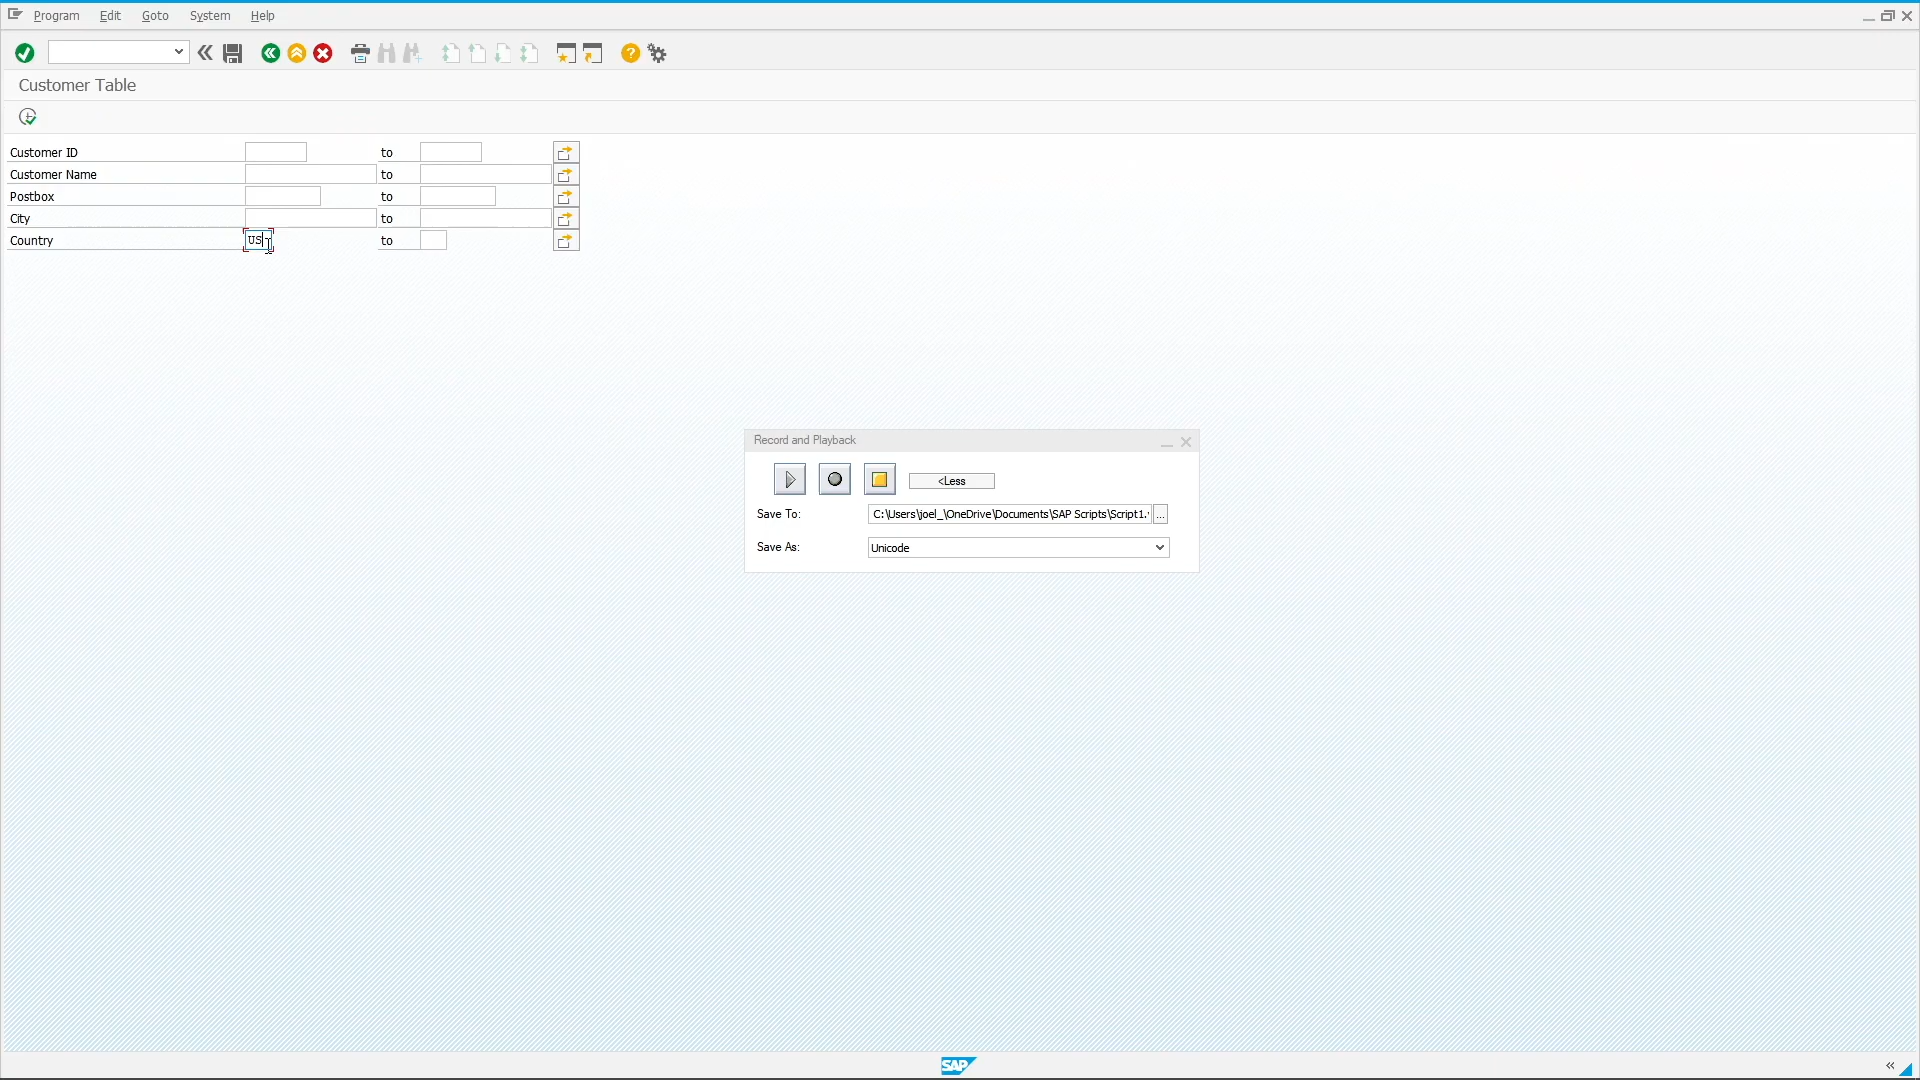 Program Edit Goto System Help
Customer Table
Customer ID to
Customer Name to
Postbox to
City to
Country US to
Record and Playback
<Less
Save To: C:\Users\joel_\OneDrive\Documents\SAP Scripts\Script1.
Save As: Unicode
SAP